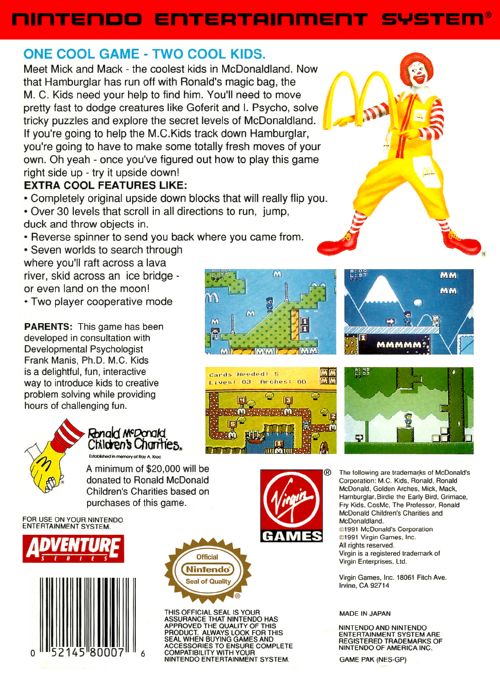 NINTENDO ENTERTAINMENT SYSTEM®
ONE COOL GAME - TWO COOL KIDS.
Meet Mick and Mack - the coolest kids in McDonaldland. Now
that Hamburglar has run off with Ronald's magic bag, the
M. C. Kids need your help to find him. You'll need to move
pretty fast to dodge creatures like Goferit and I. Psycho, solve
tricky puzzles and explore the secret levels of McDonaldland.
If you're going to help the M.C.Kids track down Hamburglar,
you're going to have to make some totally fresh moves of your
own. Oh yeah - once you've figured out how to play this game
right side up - try it upside down!
EXTRA COOL FEATURES LIKE:
• Completely original upside down blocks that will really flip you.
• Over 30 levels that scroll in all directions to run, jump,
duck and throw objects in.
• Reverse spinner to send you back where you came from.
• Seven worlds to search through
where you'll raft across a lava
river, skid across an ice bridge -
or even land on the moon!
• Two player cooperative mode
MMMMMM!
Cards Needed: 5
Lives: 03 Arches: 00
PARENTS: This game has been
developed in consultation with
Developmental Psychologist
Frank Manis, Ph.D. M.C. Kids
is a delightful, fun, interactive
way to introduce kids to creative
problem solving while providing
hours of challenging fun.
Ronald McDonald
Children's Charities®
Established in memory of Ray A. Kroc
A minimum of $20,000 will be
donated to Ronald McDonald
Children's Charities based on
purchases of this game.
FOR USE ON YOUR NINTENDO
ENTERTAINMENT SYSTEM.
ADVENTURE
SERIES
0 52145 80007 6
Official
Nintendo
Seal of Quality
THIS OFFICIAL SEAL IS YOUR
ASSURANCE THAT NINTENDO HAS
APPROVED THE QUALITY OF THIS
PRODUCT. ALWAYS LOOK FOR THIS
SEAL WHEN BUYING GAMES AND
ACCESSORIES TO ENSURE COMPLETE
COMPATIBILITY WITH YOUR
NINTENDO ENTERTAINMENT SYSTEM.
Virgin ®
GAMES
The following are trademarks of McDonald's
Corporation: M.C. Kids, Ronald, Ronald
McDonald, Golden Arches, Mick, Mack,
Hamburglar, Birdie the Early Bird, Grimace,
Fry Kids, CosMc, The Professor, Ronald
McDonald Children's Charities and
McDonaldland.
©1991 McDonald's Corporation
©1991 Virgin Games, Inc.
All rights reserved.
Virgin is a registered trademark of
Virgin Enterprises, Ltd.
Virgin Games, Inc. 18061 Fitch Ave.
Irvine, CA 92714
MADE IN JAPAN
NINTENDO AND NINTENDO
ENTERTAINMENT SYSTEM ARE
REGISTERED TRADEMARKS OF
NINTENDO OF AMERICA INC.
GAME PAK (NES-GP)